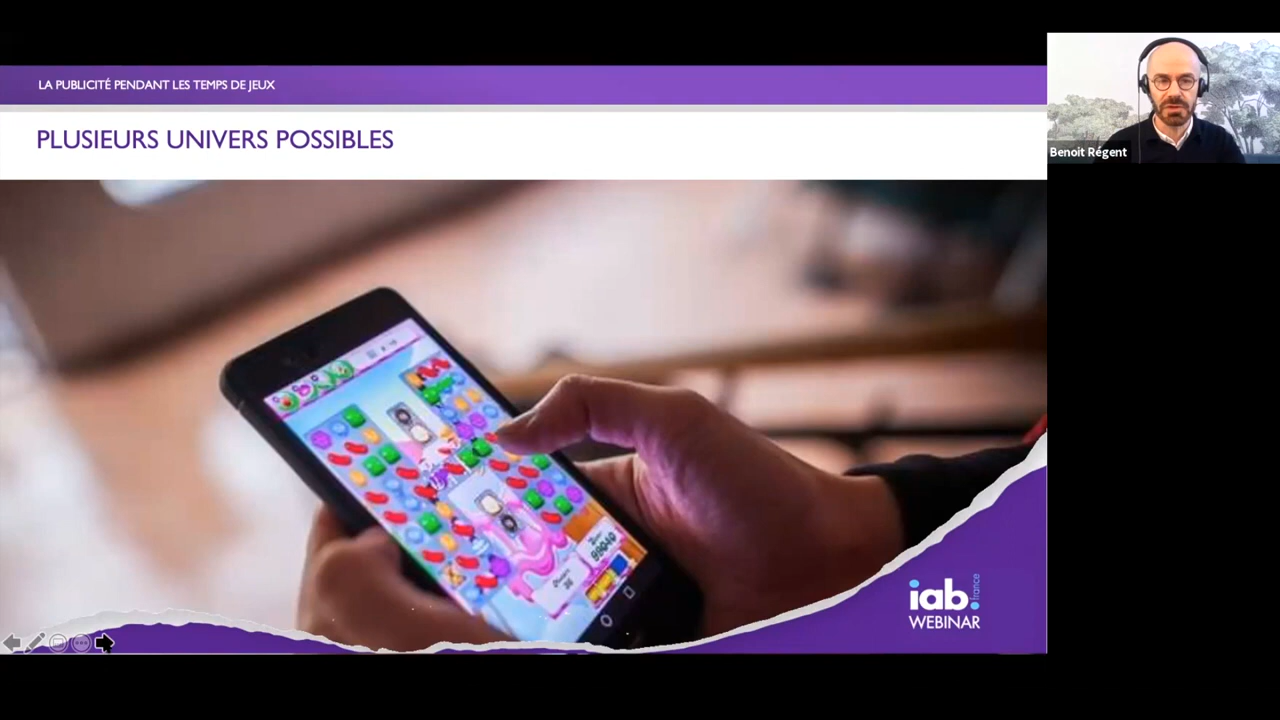 LA PUBLICITÉ PENDANT LES TEMPS DE JEUX
PLUSIEURS UNIVERS POSSIBLES
Benoit Régent
iab.
france
WEBINAR